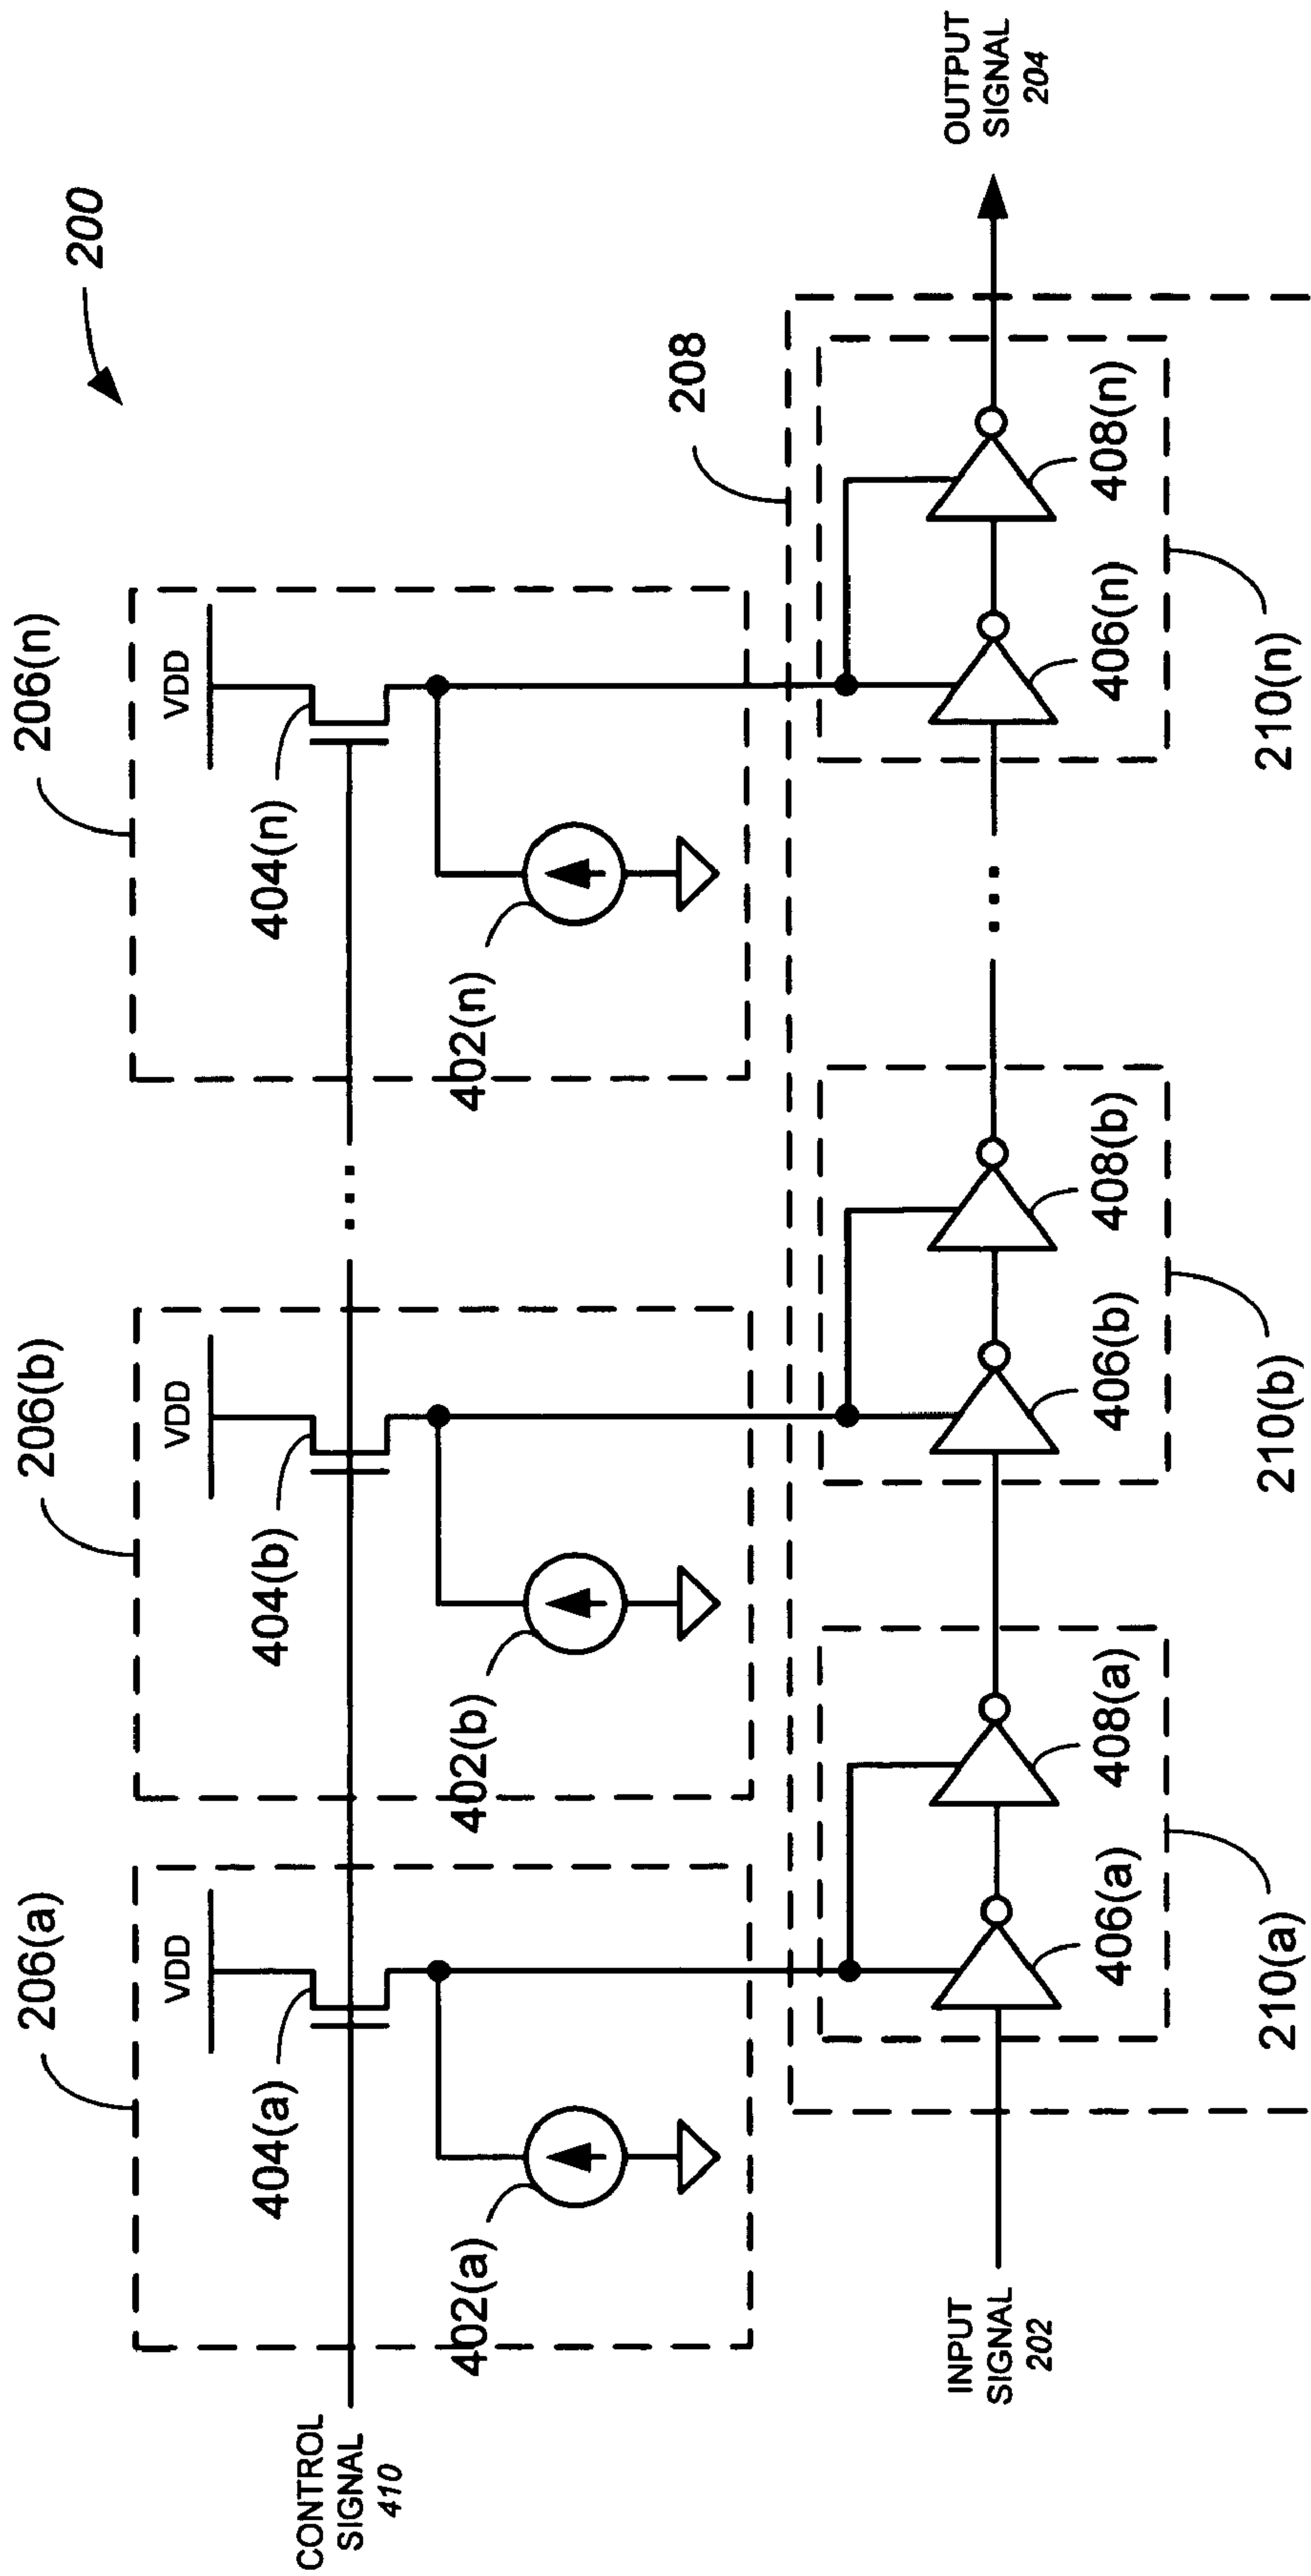 200
206(a)
206(b)
206(n)
VDD
VDD
VDD
404(a)
404(b)
404(n)
CONTROL
SIGNAL
410
402(a)
402(b)
402(n)
208
INPUT
SIGNAL
202
406(a)
408(a)
406(b)
408(b)
...
406(n)
408(n)
OUTPUT
SIGNAL
204
210(a)
210(b)
210(n)